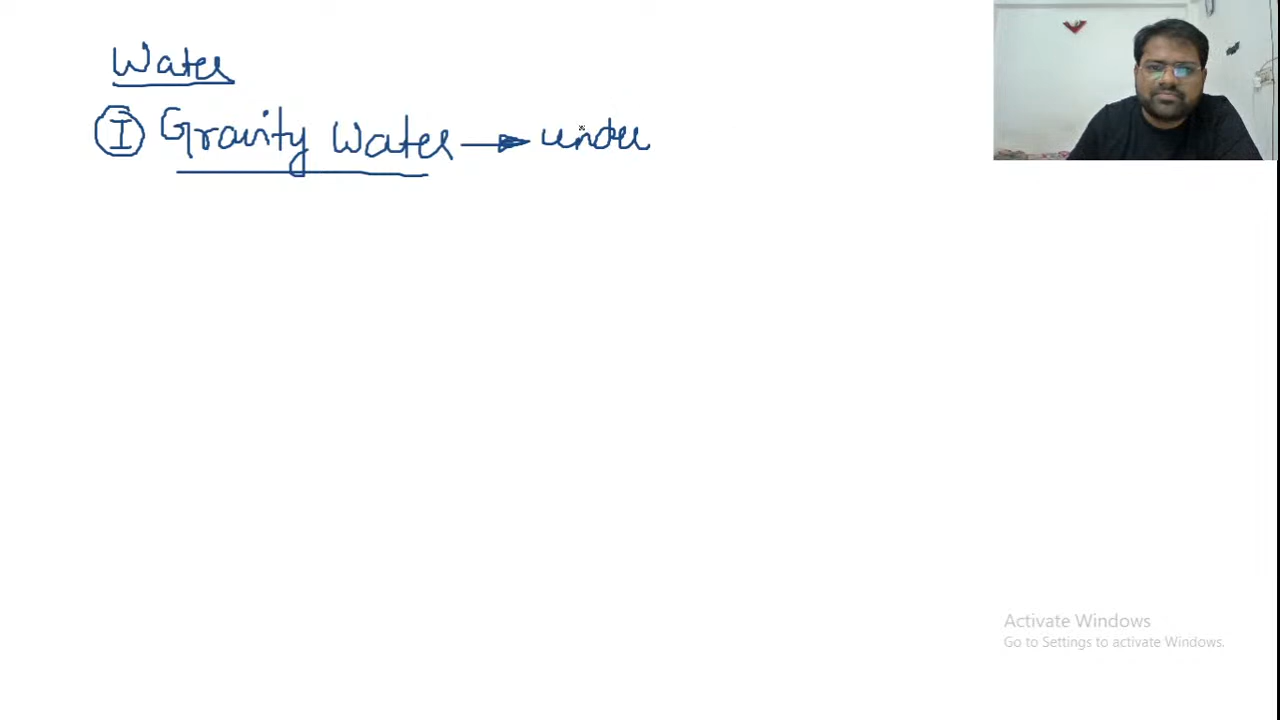 Water
I Gravity Water → under
Activate Windows
Go to Settings to activate Windows.